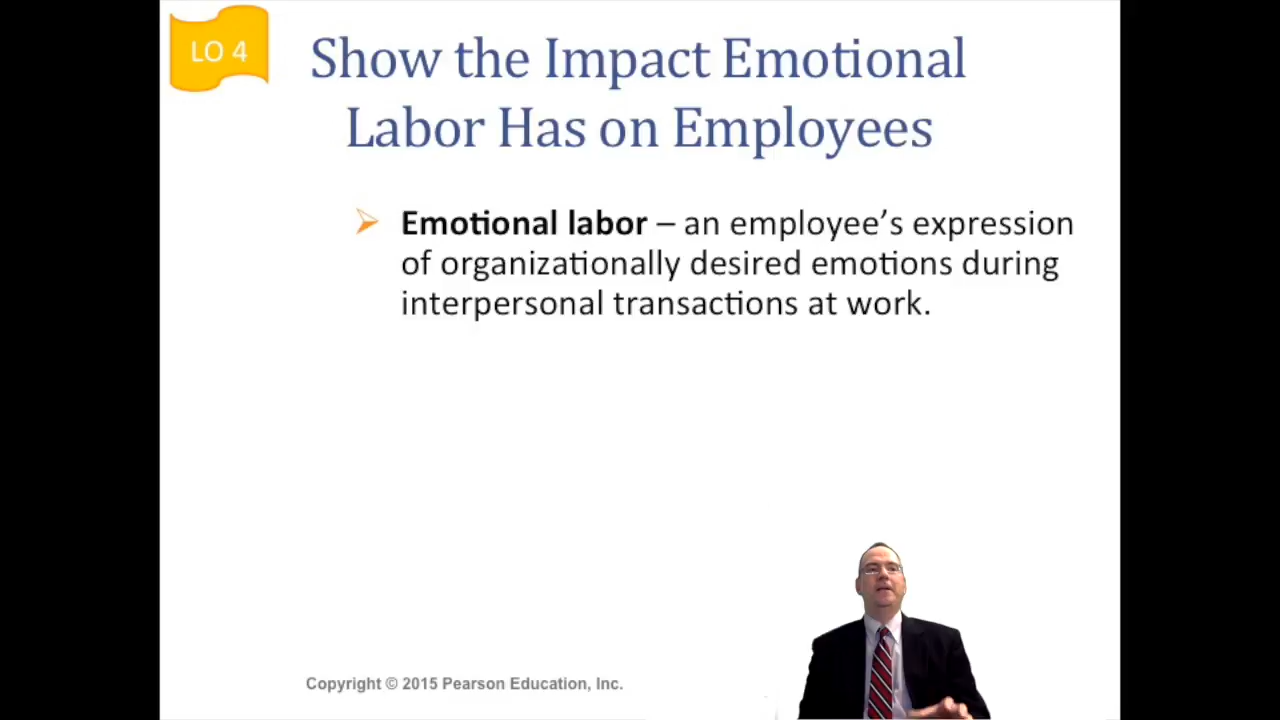 LO 4
Show the Impact Emotional
Labor Has on Employees
Emotional labor – an employee’s expression
of organizationally desired emotions during
interpersonal transactions at work.
Copyright © 2015 Pearson Education, Inc.